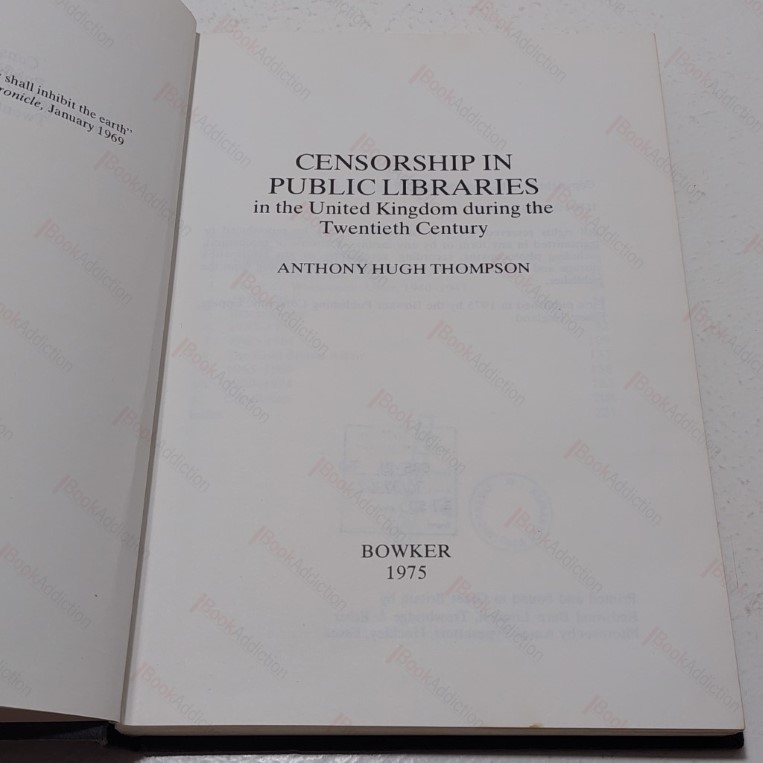 shall inhibit the earth"
ronicle, January 1969
CENSORSHIP IN
PUBLIC LIBRARIES
in the United Kingdom during the
Twentieth Century
ANTHONY HUGH THOMPSON
BOWKER
1975
BookAddiction